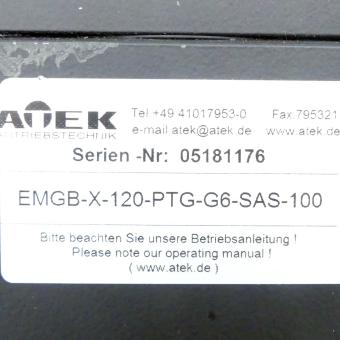 ATEK
ANTRIEBSTECHNIK
Tel.+49 41017953-0 Fax.795321
e-mail.atek@atek.de www.atek.de
Serien -Nr: 05181176
EMGB-X-120-PTG-G6-SAS-100
Bitte beachten Sie unsere Betriebsanleitung !
Please note our operating manual !
( www.atek.de )